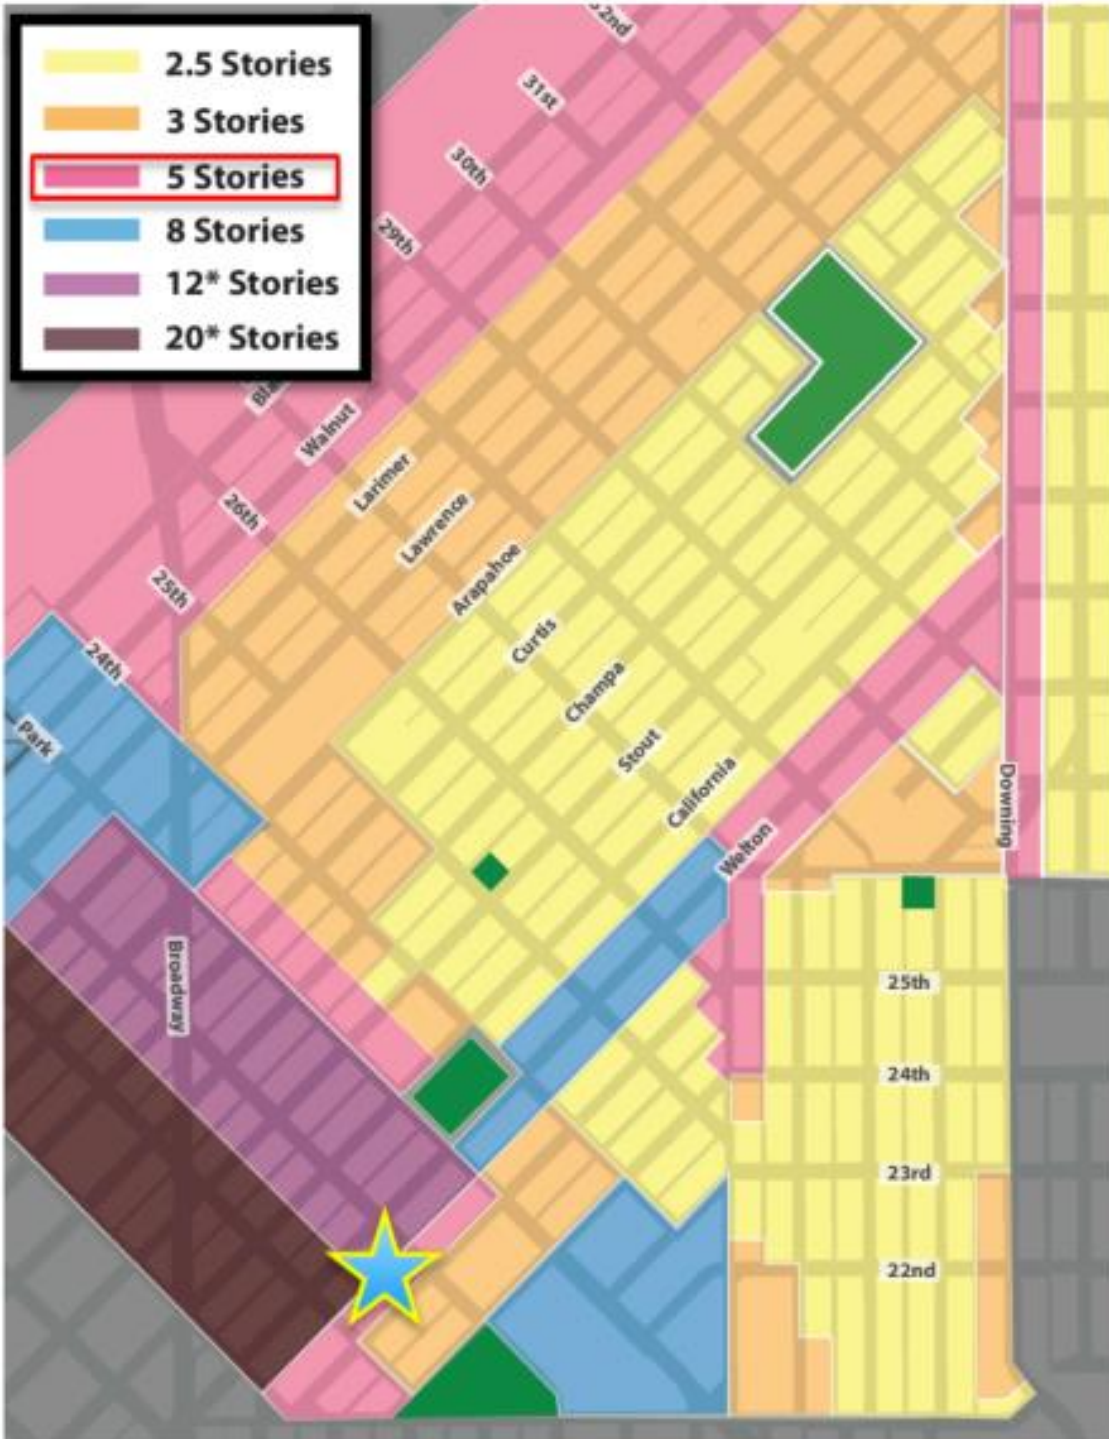 2.5 Stories
3 Stories
5 Stories
8 Stories
12* Stories
20* Stories
31st
30th
29th
Walnut
Larimer
26th
Lawrence
Arapahoe
25th
Curtis
24th
Champa
Park
Stout
California
Welton
Downing
Broadway
25th
24th
23rd
22nd